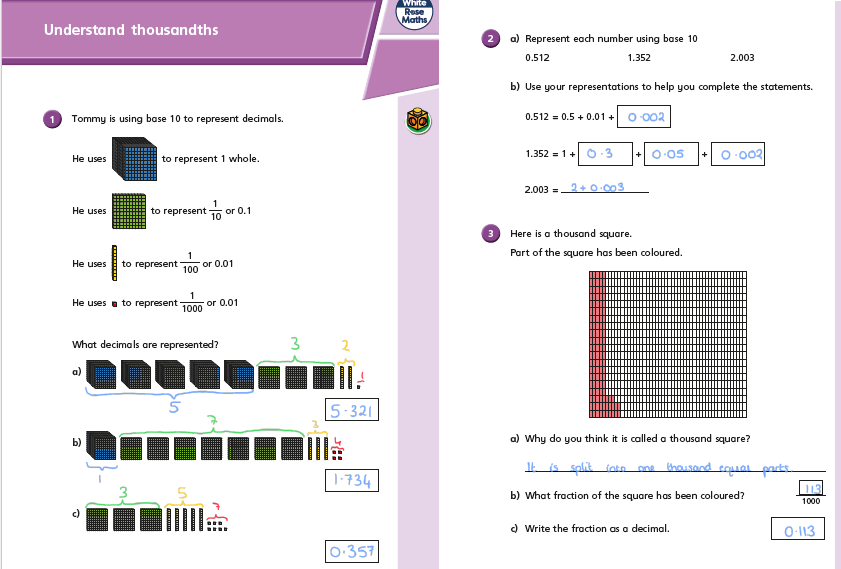 Understand thousandths
White
Rose
Maths
1 Tommy is using base 10 to represent decimals.
He uses to represent 1 whole.
He uses to represent 1/10 or 0.1
He uses to represent 1/100 or 0.01
He uses to represent 1/1000 or 0.01
What decimals are represented?
3 2
a) 1
5
5.321
7 3
b) 4
1
1.734
3 5 7
c)
0.357
2 a) Represent each number using base 10
0.512 1.352 2.003
b) Use your representations to help you complete the statements.
0.512 = 0.5 + 0.01 + 0.002
1.352 = 1 + 0.3 + 0.05 + 0.002
2.003 = 2 + 0.003
3 Here is a thousand square.
Part of the square has been coloured.
a) Why do you think it is called a thousand square?
It is split into one thousand equal parts.
b) What fraction of the square has been coloured? 113/1000
c) Write the fraction as a decimal. 0.113